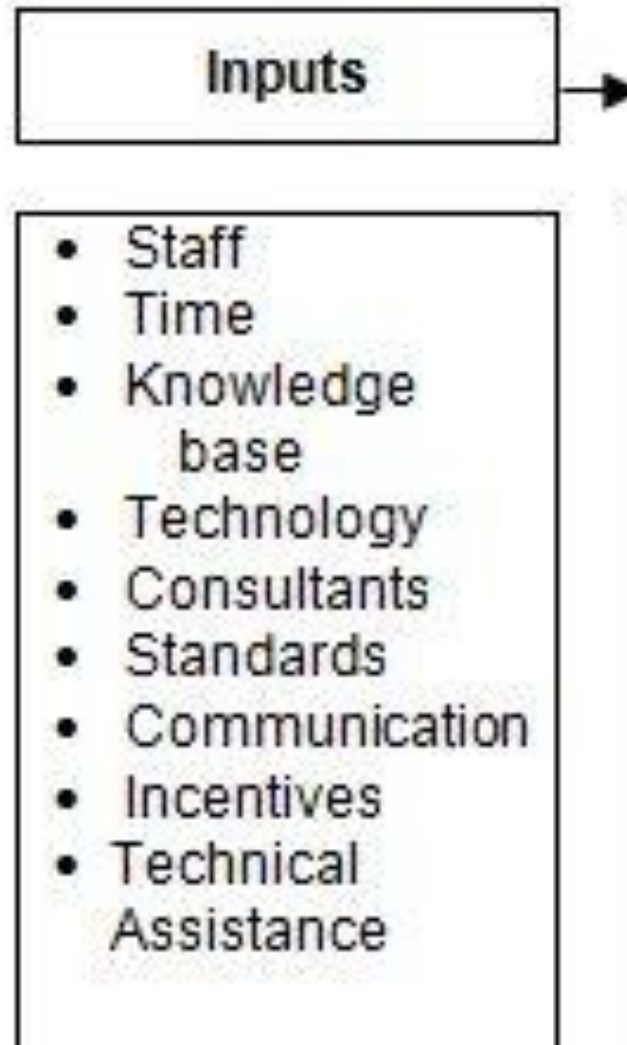 Inputs
• Staff
• Time
• Knowledge
base
• Technology
• Consultants
• Standards
• Communication
• Incentives
• Technical
Assistance